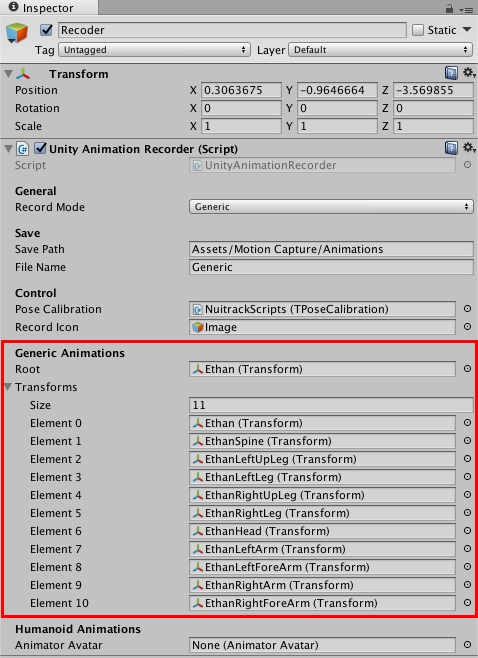 Inspector
Recoder Static
Tag Untagged Layer Default
Transform
Position X 0.3063675 Y -0.9646664 Z -3.569855
Rotation X 0 Y 0 Z 0
Scale X 1 Y 1 Z 1
Unity Animation Recorder (Script)
Script UnityAnimationRecorder
General
Record Mode Generic
Save
Save Path Assets/Motion Capture/Animations
File Name Generic
Control
Pose Calibration NuitrackScripts (TPoseCalibration)
Record Icon Image
Generic Animations
Root Ethan (Transform)
Transforms
Size 11
Element 0 Ethan (Transform)
Element 1 EthanSpine (Transform)
Element 2 EthanLeftUpLeg (Transform)
Element 3 EthanLeftLeg (Transform)
Element 4 EthanRightUpLeg (Transform)
Element 5 EthanRightLeg (Transform)
Element 6 EthanHead (Transform)
Element 7 EthanLeftArm (Transform)
Element 8 EthanLeftForeArm (Transform)
Element 9 EthanRightArm (Transform)
Element 10 EthanRightForeArm (Transform)
Humanoid Animations
Animator Avatar None (Animator Avatar)